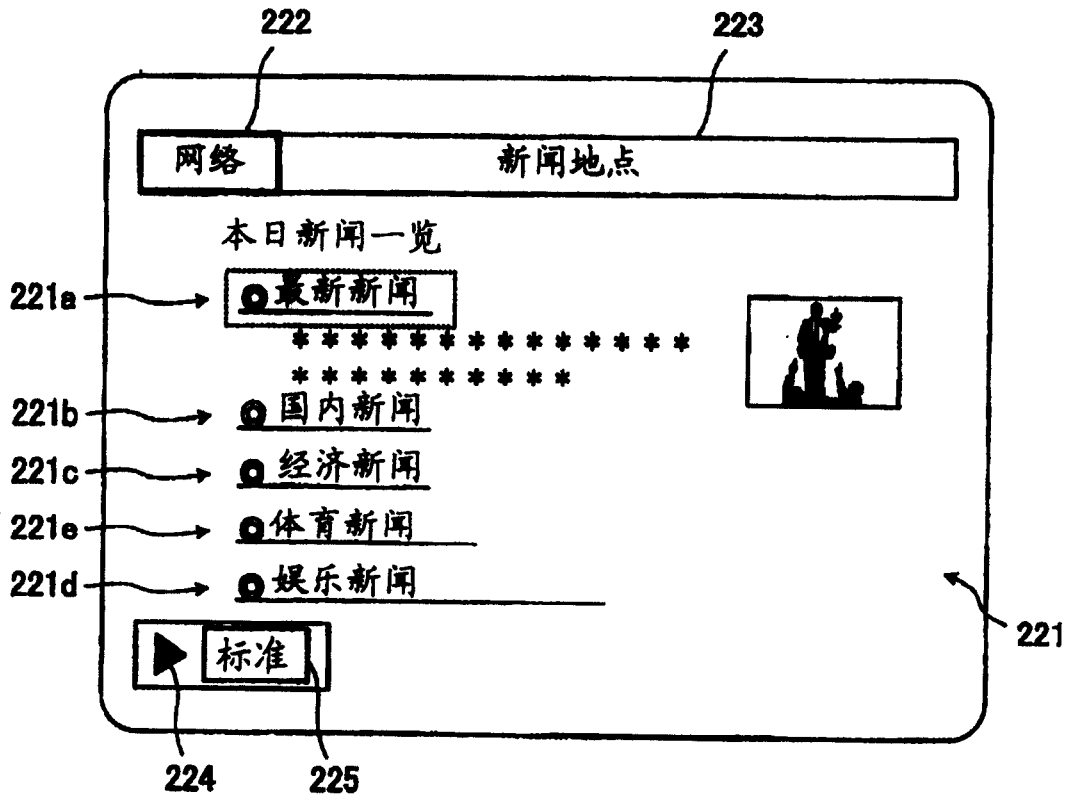 222
223
网络
新闻地点
本日新闻一览
221a
最新新闻
* * * * * * * * * * * * * *
* * * * * * * * * *
221b
国内新闻
221c
经济新闻
221e
体育新闻
221d
娱乐新闻
221
标准
224
225